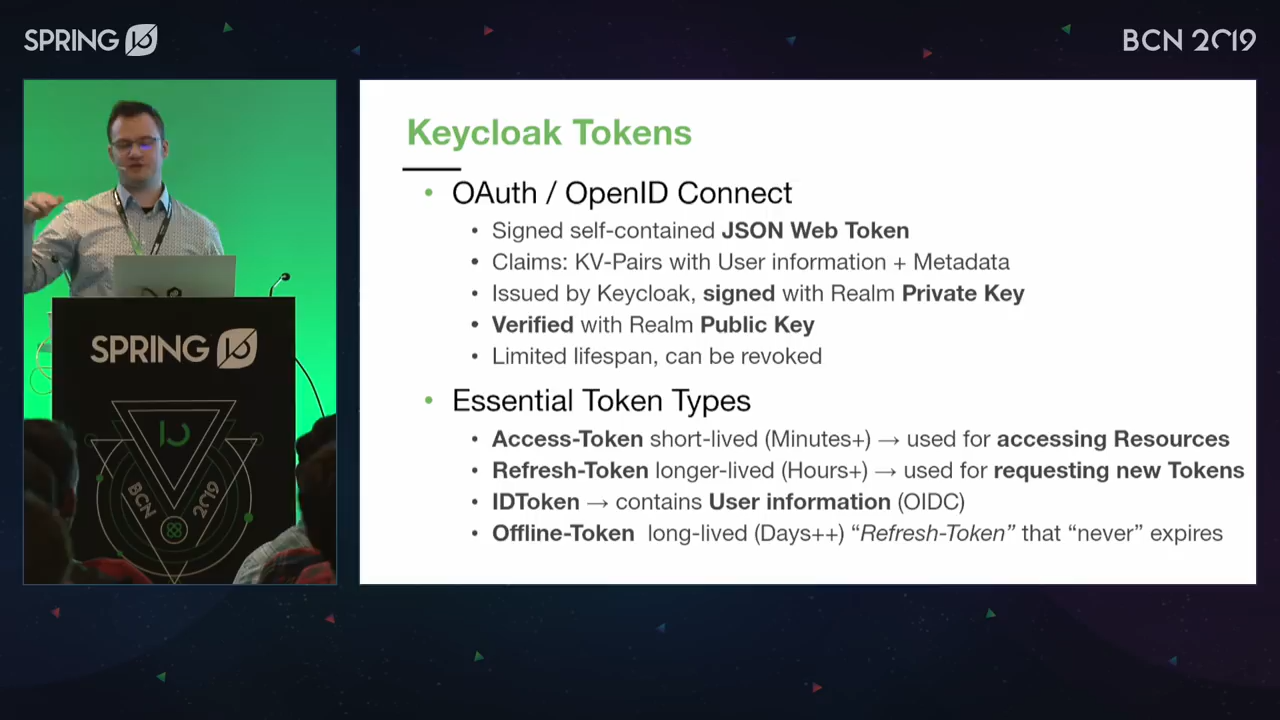 SPRING IO
BCN 2019
Keycloak Tokens
• OAuth / OpenID Connect
• Signed self-contained JSON Web Token
• Claims: KV-Pairs with User information + Metadata
• Issued by Keycloak, signed with Realm Private Key
• Verified with Realm Public Key
• Limited lifespan, can be revoked
• Essential Token Types
• Access-Token short-lived (Minutes+) → used for accessing Resources
• Refresh-Token longer-lived (Hours+) → used for requesting new Tokens
• IDToken → contains User information (OIDC)
• Offline-Token long-lived (Days++) “Refresh-Token” that “never” expires
SPRING IO
IO
BCN 2019